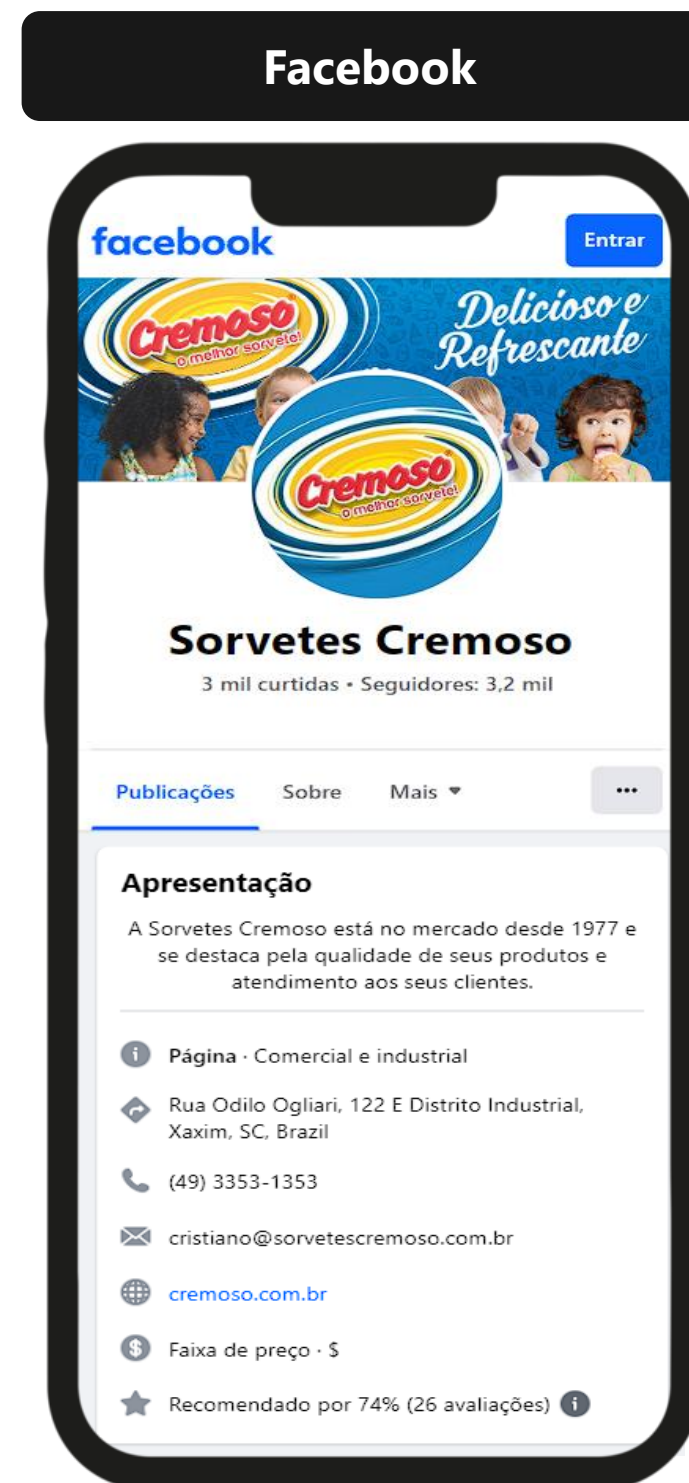 Facebook
facebook
Entrar
Cremoso
o melhor sorvete!
Delicioso e
Refrescante
Cremoso
o melhor sorvete!
Sorvetes Cremoso
3 mil curtidas • Seguidores: 3,2 mil
Publicações Sobre Mais
Apresentação
A Sorvetes Cremoso está no mercado desde 1977 e
se destaca pela qualidade de seus produtos e
atendimento aos seus clientes.
Página · Comercial e industrial
Rua Odilo Ogliari, 122 E Distrito Industrial,
Xaxim, SC, Brazil
(49) 3353-1353
cristiano@sorvetescremoso.com.br
cremoso.com.br
Faixa de preço · $
Recomendado por 74% (26 avaliações)